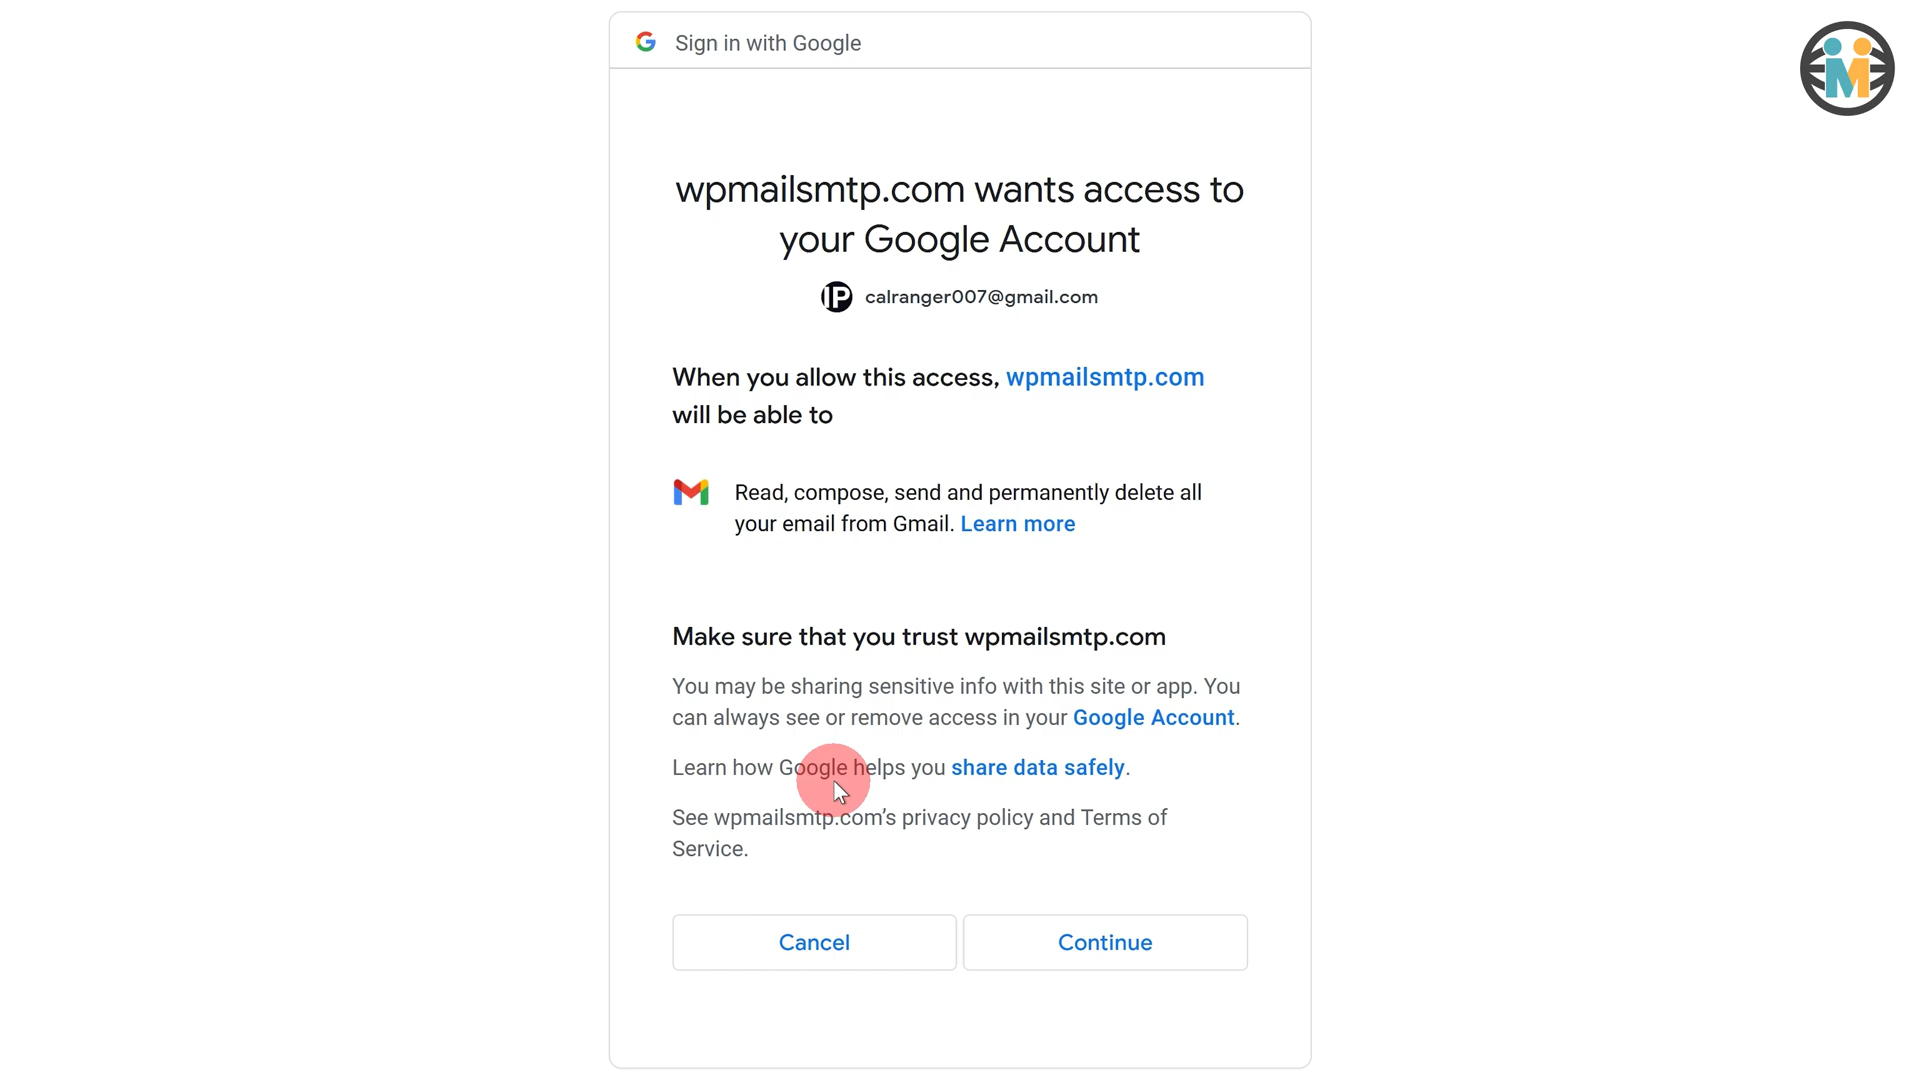 Sign in with Google
wpmailsmtp.com wants access to
your Google Account
IP calranger007@gmail.com
When you allow this access, wpmailsmtp.com
will be able to
Read, compose, send and permanently delete all
your email from Gmail. Learn more
Make sure that you trust wpmailsmtp.com
You may be sharing sensitive info with this site or app. You
can always see or remove access in your Google Account.
Learn how Google helps you share data safely.
See wpmailsmtp.com’s privacy policy and Terms of
Service.
Cancel Continue